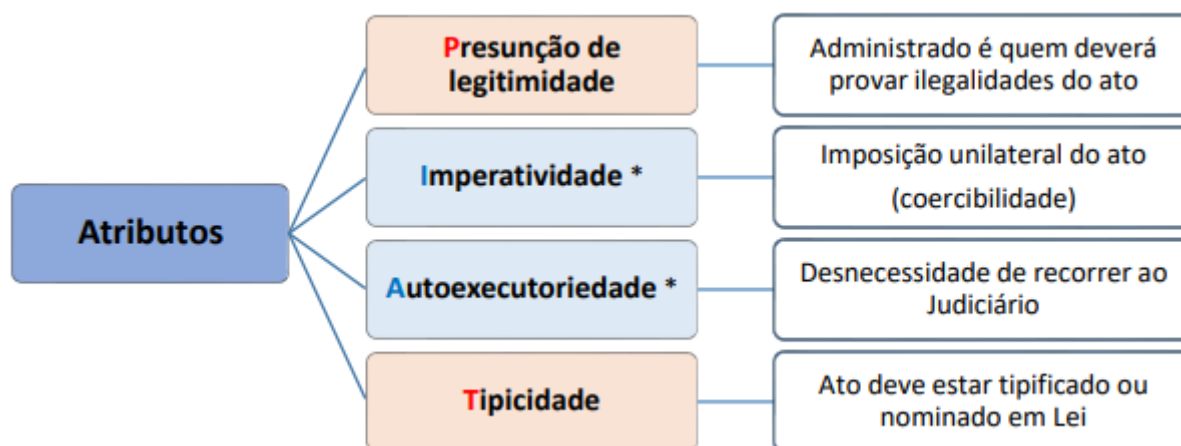 Atributos
Presunção de
legitimidade
Administrado é quem deverá
provar ilegalidades do ato
Imperatividade *
Imposição unilateral do ato
(coercibilidade)
Autoexecutoriedade *
Desnecessidade de recorrer ao
Judiciário
Tipicidade
Ato deve estar tipificado ou
nominado em Lei